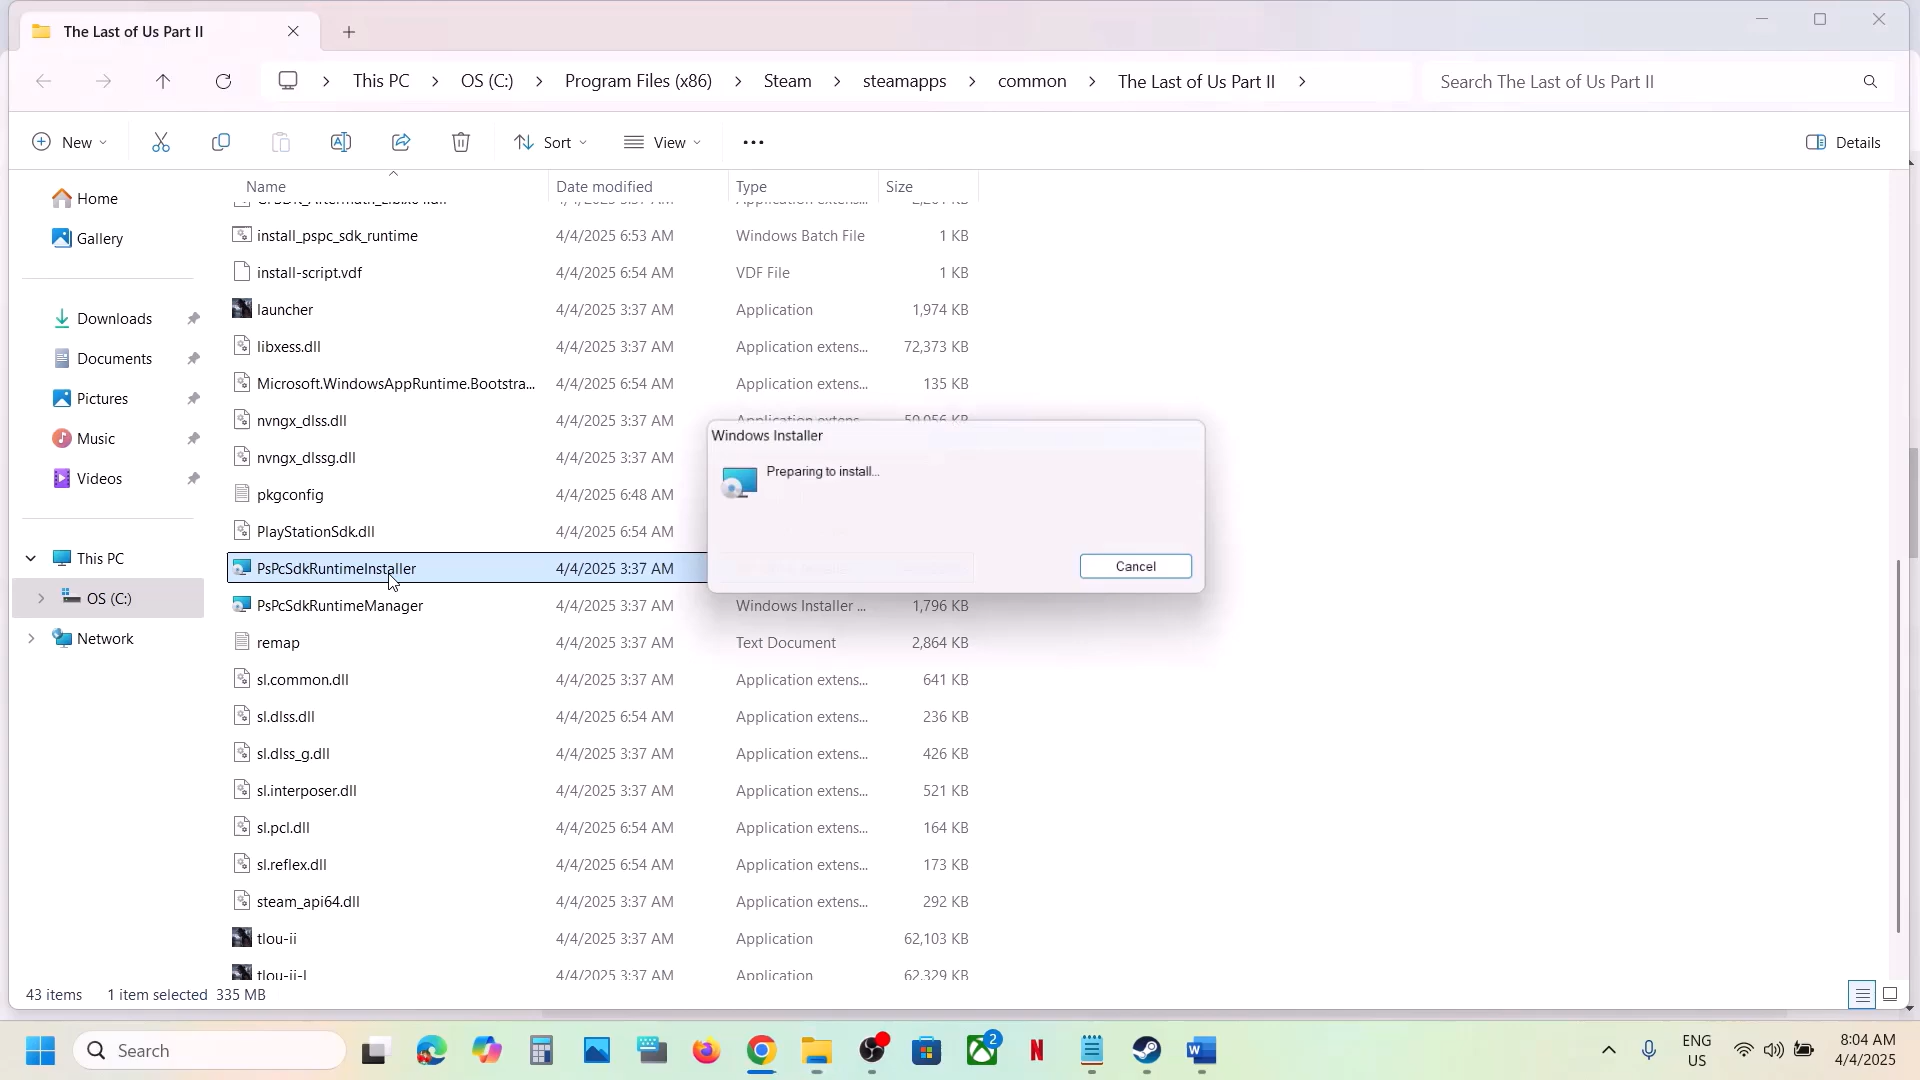 The Last of Us Part II
This PC > OS (C:) > Program Files (x86) > Steam > steamapps > common > The Last of Us Part II >
Search The Last of Us Part II
New
Sort
View
Details
Name Date modified Type Size
install_pspc_sdk_runtime 4/4/2025 6:53 AM Windows Batch File 1 KB
install-script.vdf 4/4/2025 6:54 AM VDF File 1 KB
launcher 4/4/2025 3:37 AM Application 1,974 KB
libxess.dll 4/4/2025 3:37 AM Application extens... 72,373 KB
Microsoft.WindowsAppRuntime.Bootstra... 4/4/2025 6:54 AM Application extens... 135 KB
nvngx_dlss.dll 4/4/2025 3:37 AM
nvngx_dlssg.dll 4/4/2025 3:37 AM
pkgconfig 4/4/2025 6:48 AM
PlayStationSdk.dll 4/4/2025 6:54 AM
PsPcSdkRuntimeInstaller 4/4/2025 3:37 AM
PsPcSdkRuntimeManager 4/4/2025 3:37 AM Windows Installer ... 1,796 KB
remap 4/4/2025 3:37 AM Text Document 2,864 KB
sl.common.dll 4/4/2025 3:37 AM Application extens... 641 KB
sl.dlss.dll 4/4/2025 6:54 AM Application extens... 236 KB
sl.dlss_g.dll 4/4/2025 3:37 AM Application extens... 426 KB
sl.interposer.dll 4/4/2025 3:37 AM Application extens... 521 KB
sl.pcl.dll 4/4/2025 6:54 AM Application extens... 164 KB
sl.reflex.dll 4/4/2025 6:54 AM Application extens... 173 KB
steam_api64.dll 4/4/2025 3:37 AM Application extens... 292 KB
tlou-ii 4/4/2025 3:37 AM Application 62,103 KB
tlou-ii-l 4/4/2025 3:37 AM Application 62,329 KB
Home
Gallery
Downloads
Documents
Pictures
Music
Videos
This PC
OS (C:)
Network
Windows Installer
Preparing to install...
Cancel
43 items 1 item selected 335 MB
Search
2
N
ENG
US
8:04 AM
4/4/2025